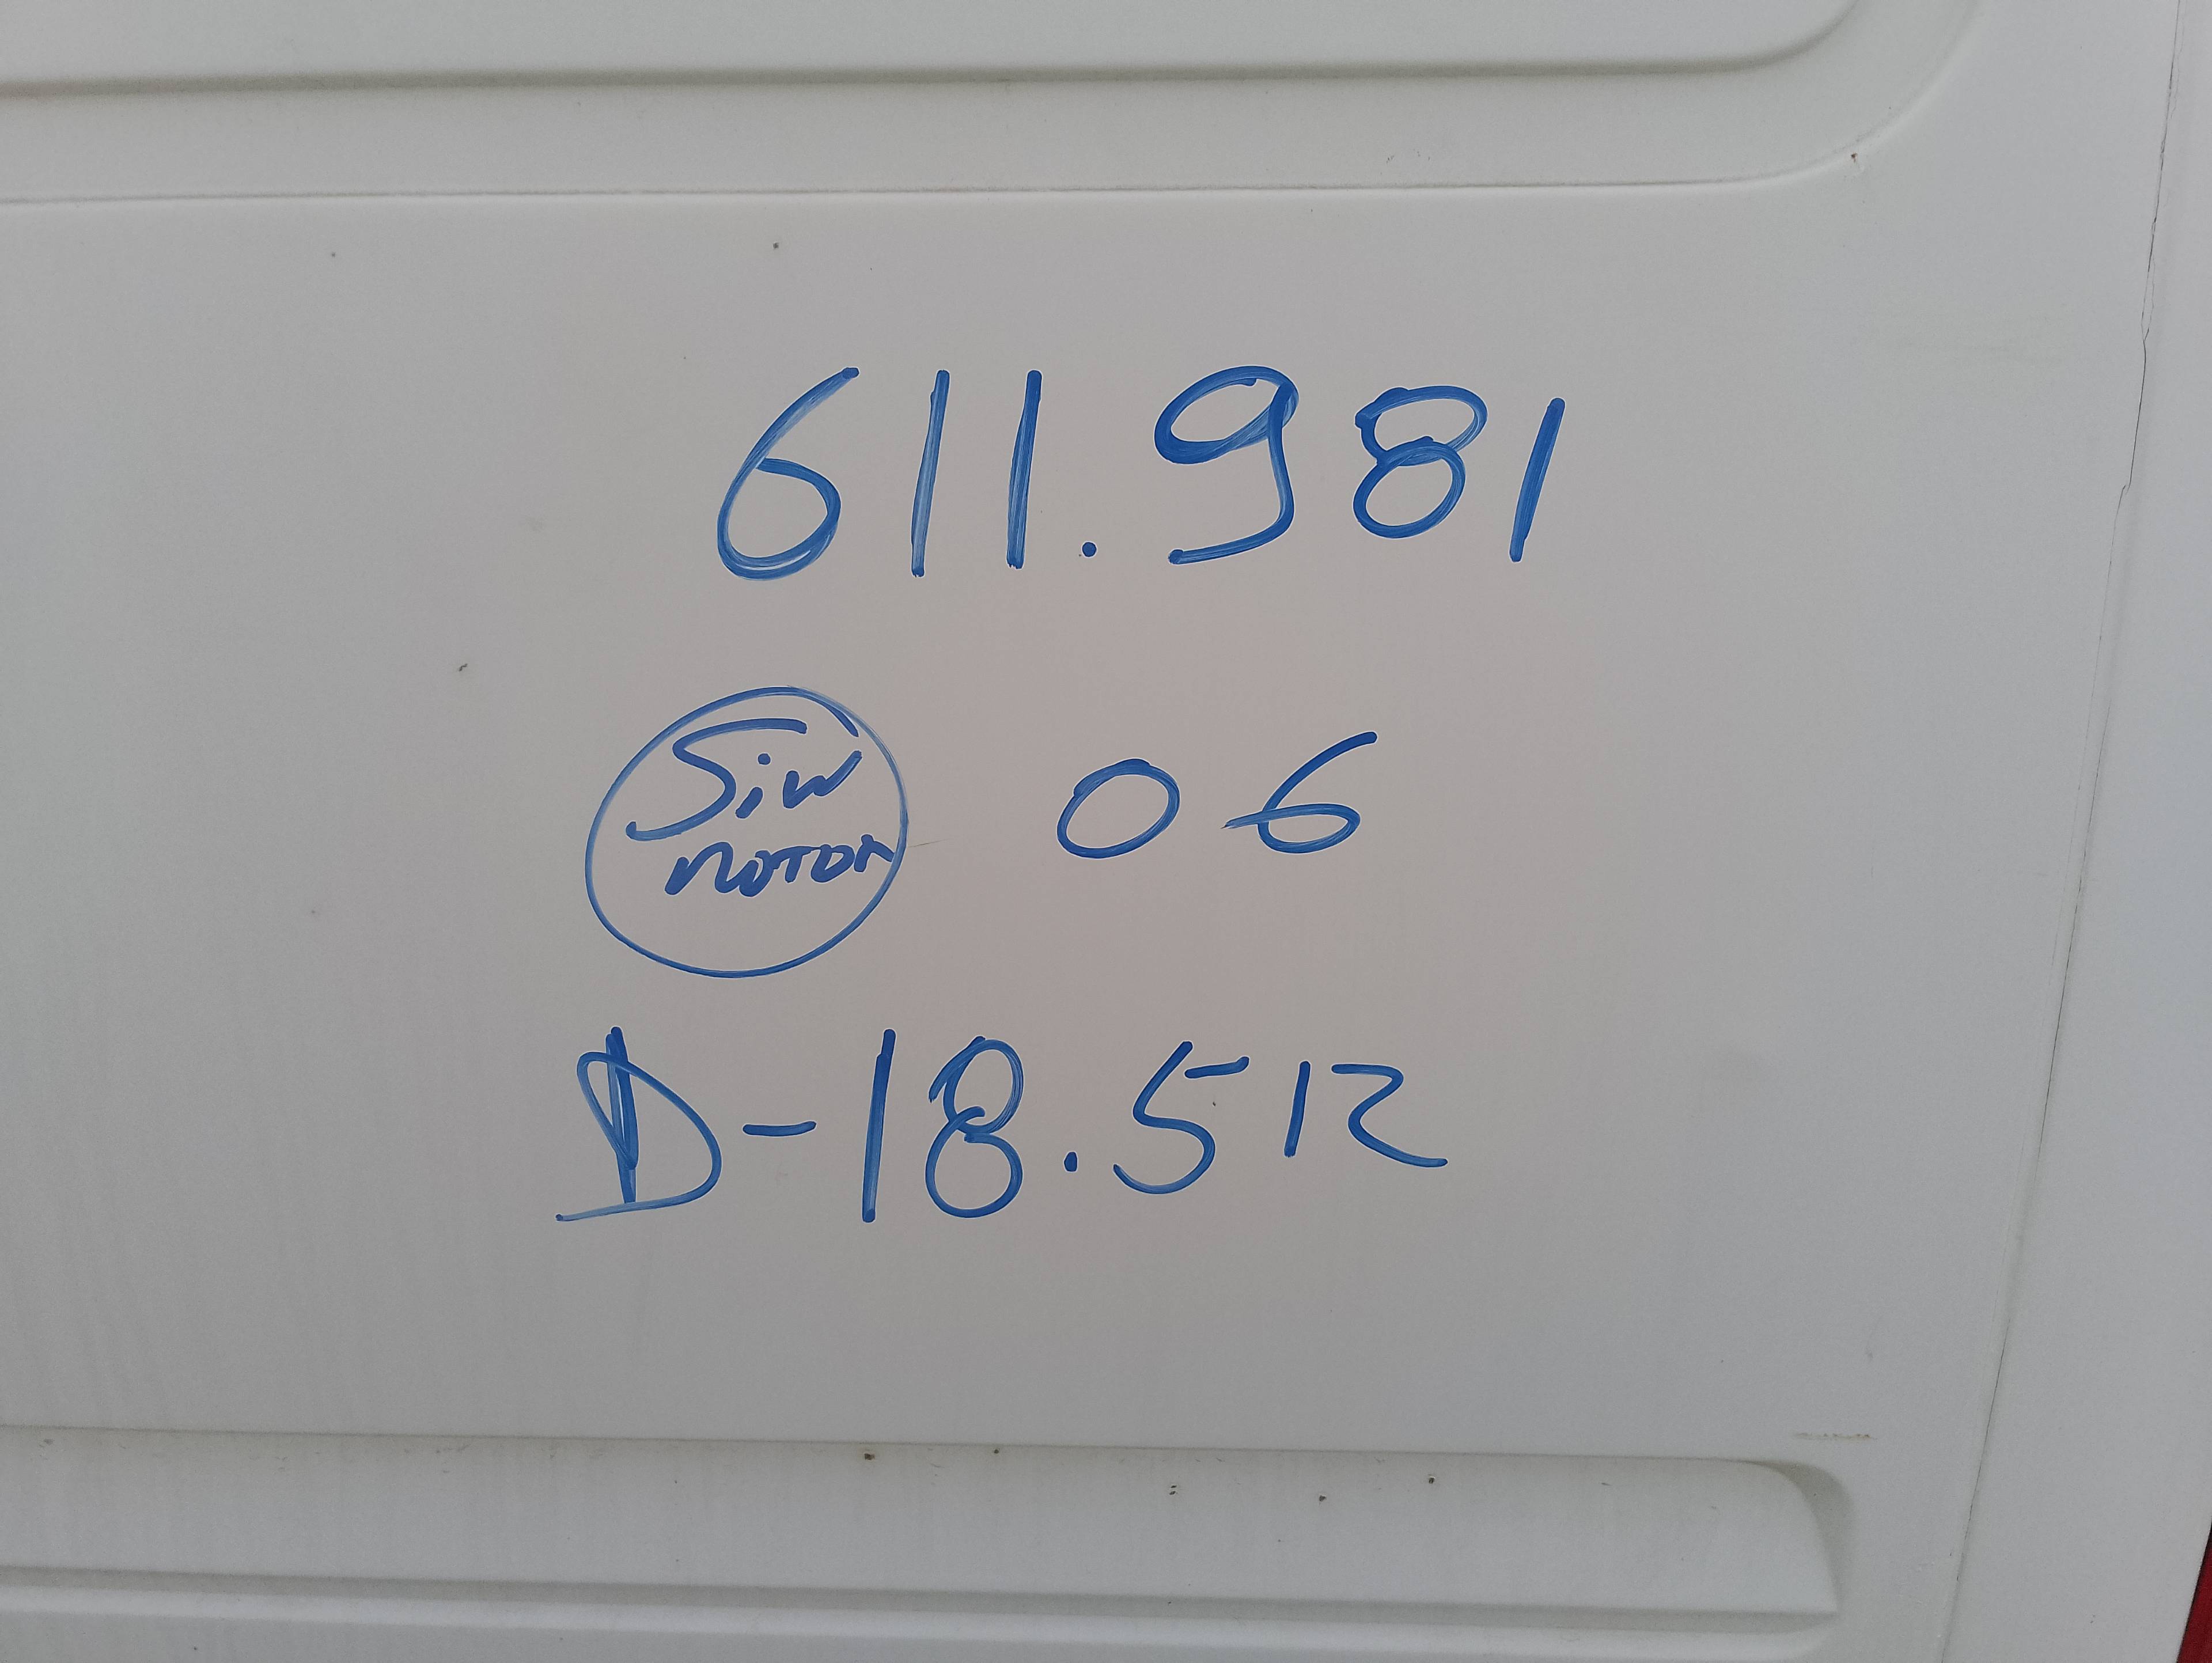 611.981
Sin
MOTOR
06
D-18.512